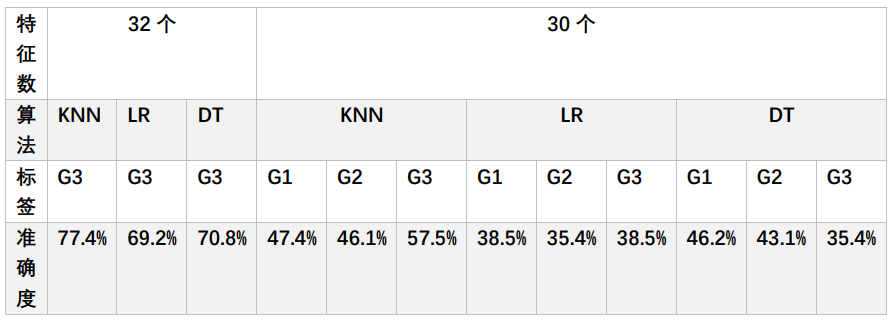 特征数 32 个 30 个
算法 KNN LR DT KNN LR DT
标签 G3 G3 G3 G1 G2 G3 G1 G2 G3 G1 G2 G3
准确度 77.4% 69.2% 70.8% 47.4% 46.1% 57.5% 38.5% 35.4% 38.5% 46.2% 43.1% 35.4%